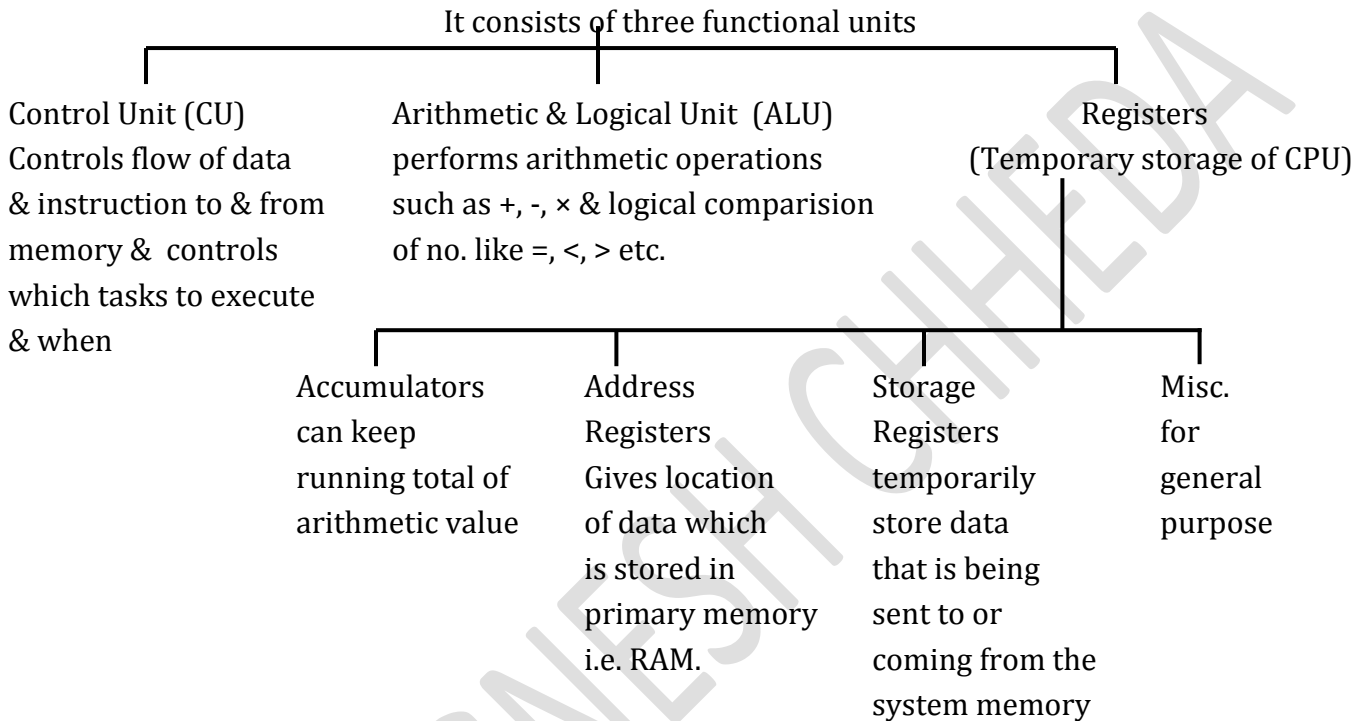 It consists of three functional units
Control Unit (CU)
Controls flow of data
& instruction to & from
memory & controls
which tasks to execute
& when
Arithmetic & Logical Unit (ALU)
performs arithmetic operations
such as +, -, × & logical comparision
of no. like =, <, > etc.
Registers
(Temporary storage of CPU)
Accumulators
can keep
running total of
arithmetic value
Address
Registers
Gives location
of data which
is stored in
primary memory
i.e. RAM.
Storage
Registers
temporarily
store data
that is being
sent to or
coming from the
system memory
Misc.
for
general
purpose
NESH CHHEDA